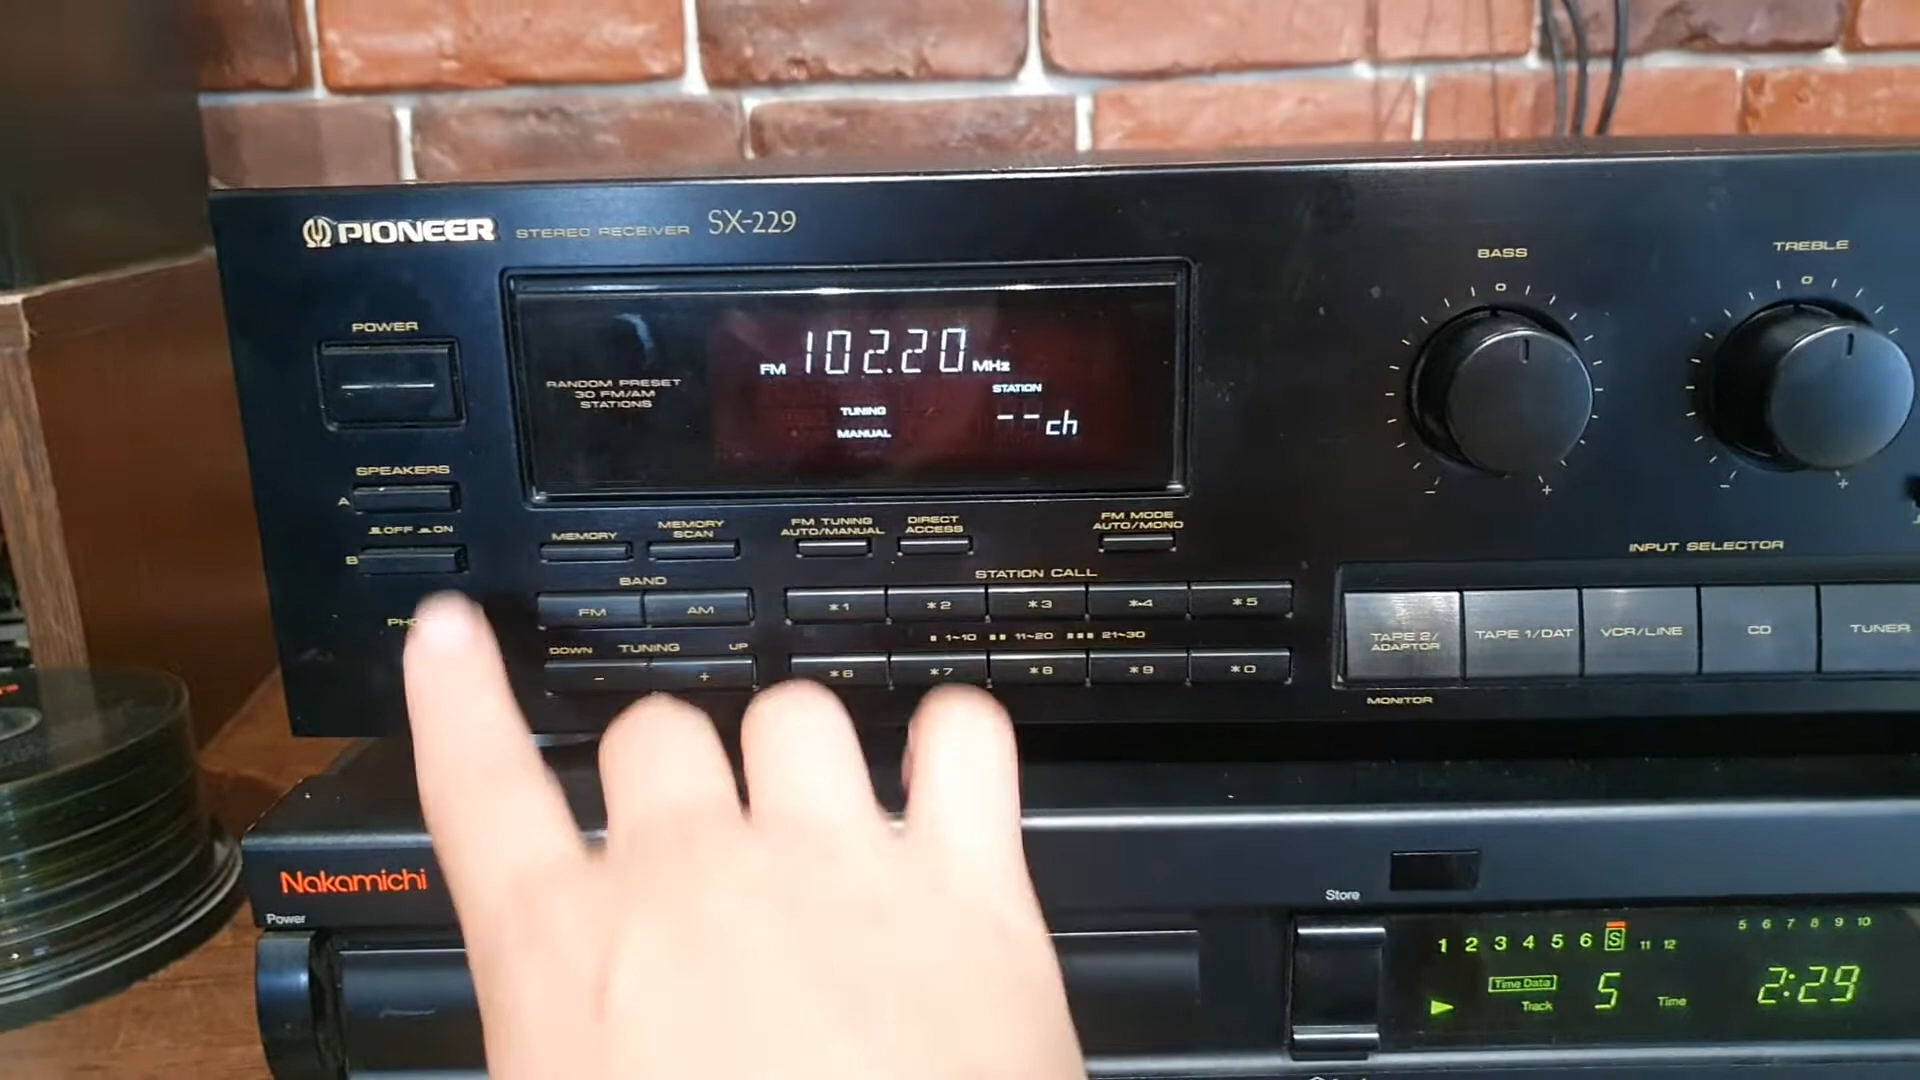 PIONEER STEREO RECEIVER SX-229
BASS
TREBLE
0
0
POWER
FM 102.20 MHz
STATION
RANDOM PRESET
30 FM/AM
STATIONS
TUNING
MANUAL
--ch
- +
- +
SPEAKERS
A
OFF ON
B
MEMORY
MEMORY
SCAN
FM TUNING
AUTO/MANUAL
DIRECT
ACCESS
FM MODE
AUTO/MONO
INPUT SELECTOR
BAND
FM AM
STATION CALL
*1 *2 *3 *4 *5
1~10 11~20 21~30
DOWN TUNING UP
- +
*6 *7 *8 *9 *0
TAPE 2/
ADAPTOR
TAPE 1/DAT
VCR/LINE
CD
TUNER
MONITOR
Nakamichi
Power
Store
1 2 3 4 5 6 S 11 12
5 6 7 8 9 10
Time Data
Track 5 Time 2:29